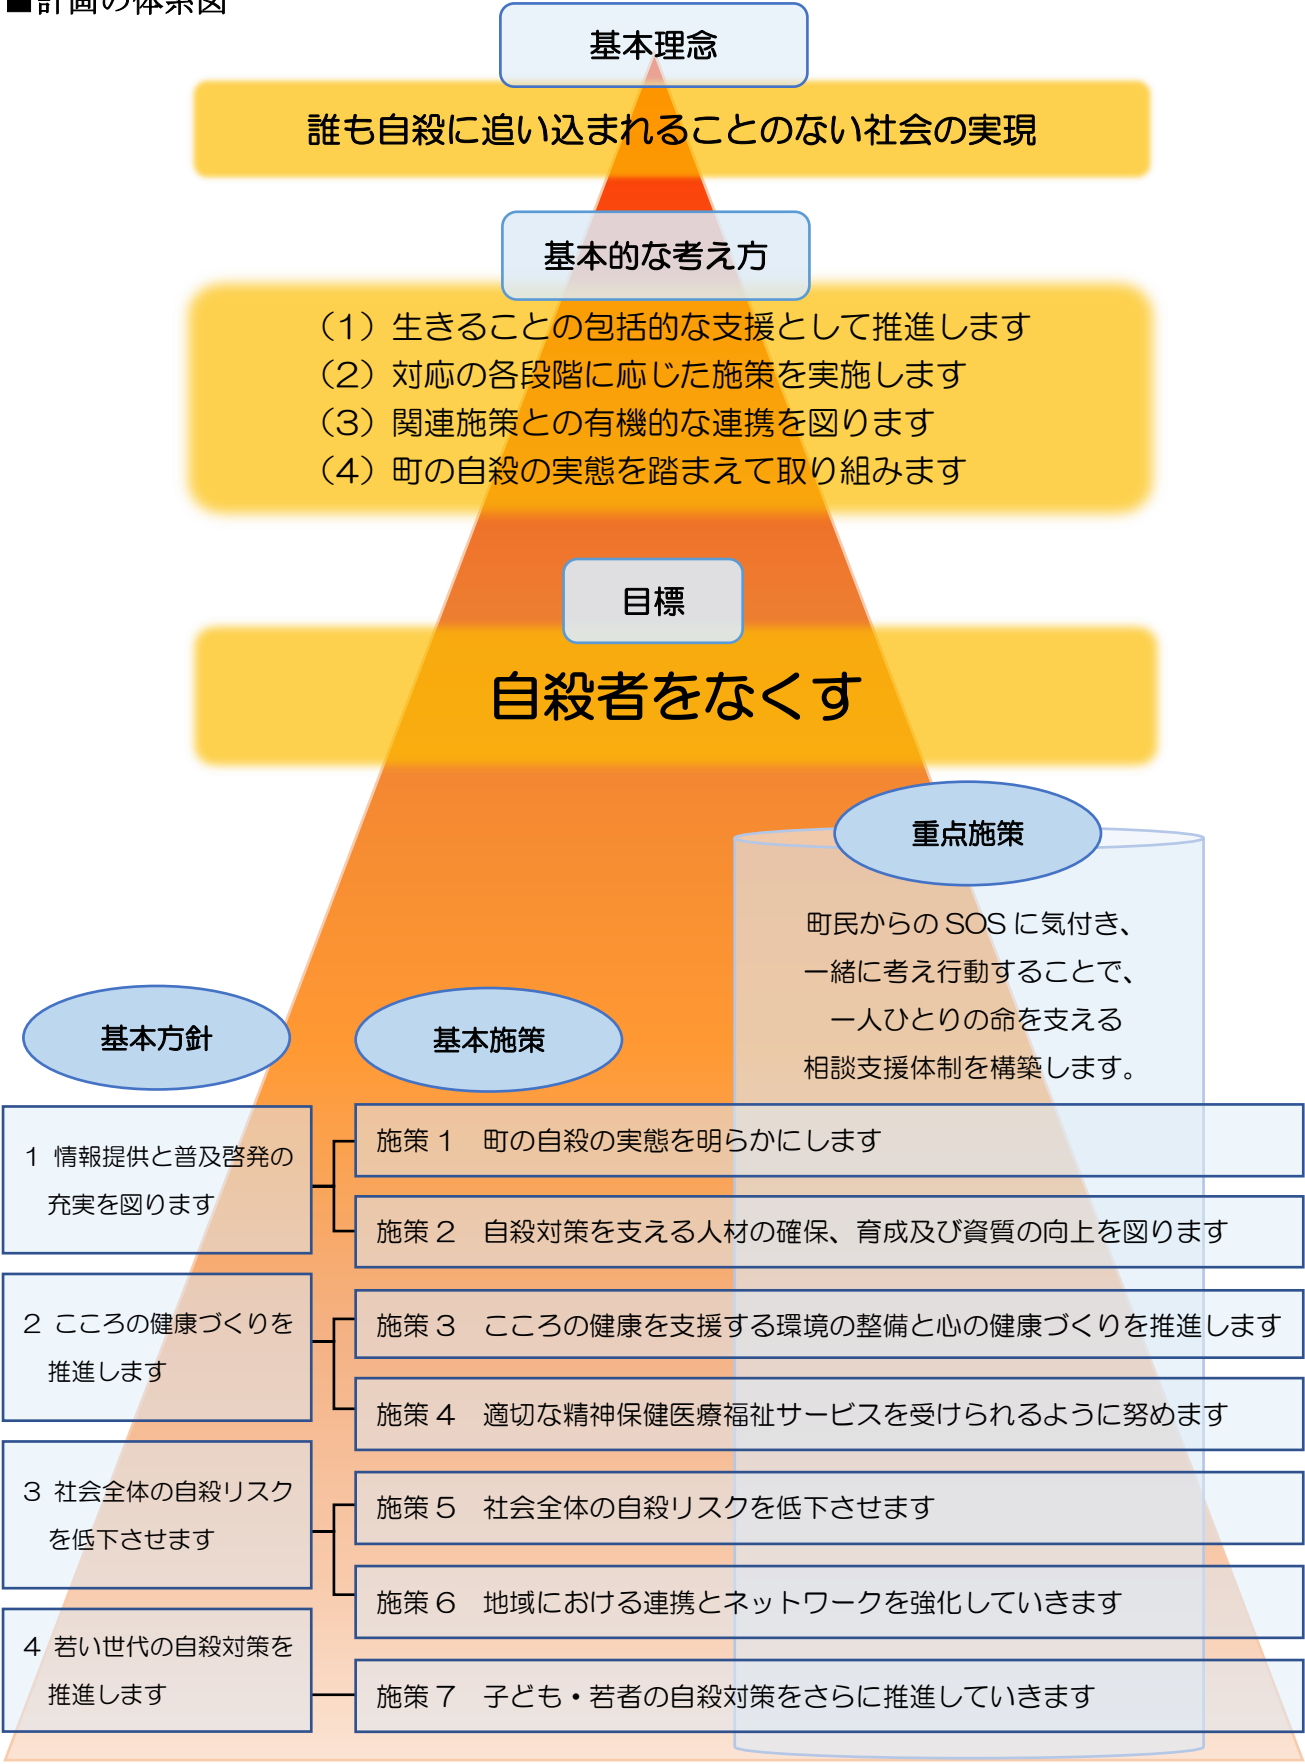 ■計画の体系図
基本理念
誰も自殺に追い込まれることのない社会の実現
基本的な考え方
（１）生きることの包括的な支援として推進します
（２）対応の各段階に応じた施策を実施します
（３）関連施策との有機的な連携を図ります
（４）町の自殺の実態を踏まえて取り組みます
目標
自殺者をなくす
重点施策
町民からの SOS に気付き、
一緒に考え行動することで、
一人ひとりの命を支える
相談支援体制を構築します。
基本方針
基本施策
１ 情報提供と普及啓発の
充実を図ります
施策１　町の自殺の実態を明らかにします
施策２　自殺対策を支える人材の確保、育成及び資質の向上を図ります
２ こころの健康づくりを
推進します
施策３　こころの健康を支援する環境の整備と心の健康づくりを推進します
施策４　適切な精神保健医療福祉サービスを受けられるように努めます
３ 社会全体の自殺リスク
を低下させます
施策５　社会全体の自殺リスクを低下させます
施策６　地域における連携とネットワークを強化していきます
４ 若い世代の自殺対策を
推進します
施策７　子ども・若者の自殺対策をさらに推進していきます